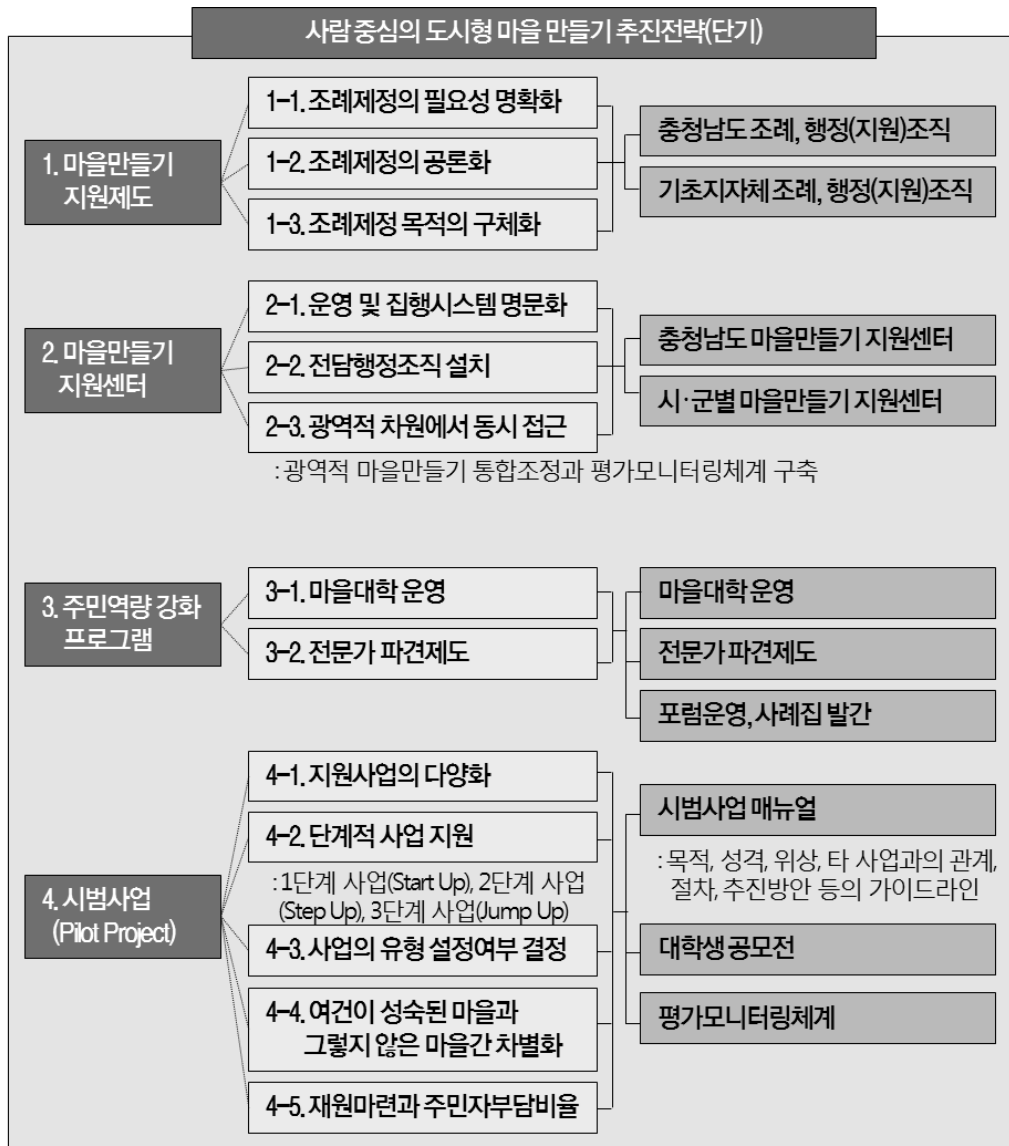 사람 중심의 도시형 마을 만들기 추진전략(단기)
1. 마을만들기
지원제도
1-1. 조례제정의 필요성 명확화
1-2. 조례제정의 공론화
1-3. 조례제정 목적의 구체화
충청남도 조례, 행정(지원)조직
기초지자체 조례, 행정(지원)조직
2. 마을만들기
지원센터
2-1. 운영 및 집행시스템 명문화
2-2. 전담행정조직 설치
2-3. 광역적 차원에서 동시 접근
: 광역적 마을만들기 통합조정과 평가모니터링체계 구축
충청남도 마을만들기 지원센터
시·군별 마을만들기 지원센터
3. 주민역량 강화
프로그램
3-1. 마을대학 운영
3-2. 전문가 파견제도
마을대학 운영
전문가 파견제도
포럼운영, 사례집 발간
4. 시범사업
(Pilot Project)
4-1. 지원사업의 다양화
4-2. 단계적 사업 지원
: 1단계 사업(Start Up), 2단계 사업
(Step Up), 3단계 사업(Jump Up)
4-3. 사업의 유형 설정여부 결정
4-4. 여건이 성숙된 마을과
그렇지 않은 마을간 차별화
4-5. 재원마련과 주민자부담비율
시범사업 매뉴얼
: 목적, 성격, 위상, 타 사업과의 관계,
절차, 추진방안 등의 가이드라인
대학생 공모전
평가모니터링체계